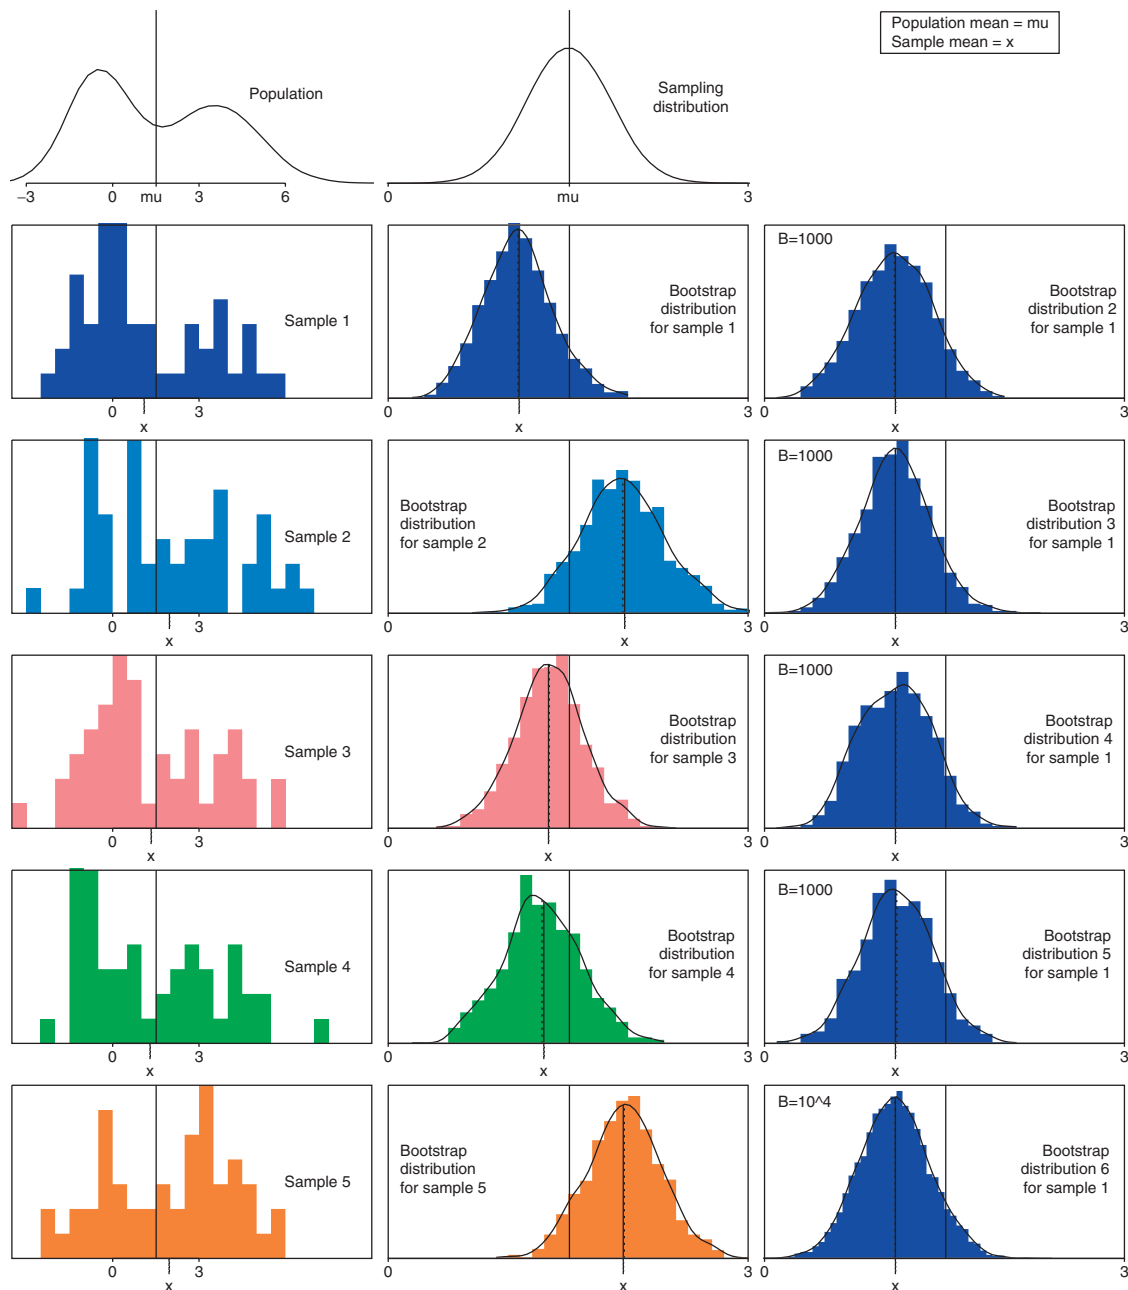 Population mean = mu
Sample mean = x
Population
Sampling
distribution
−3 0 mu 3 6
0 mu 3
Sample 1
0 3
x
Bootstrap
distribution
for sample 1
0 3
x
B=1000
Bootstrap
distribution 2
for sample 1
0 3
x
Sample 2
0 3
x
Bootstrap
distribution
for sample 2
0 3
x
B=1000
Bootstrap
distribution 3
for sample 1
0 3
x
Sample 3
0 3
x
Bootstrap
distribution
for sample 3
0 3
x
B=1000
Bootstrap
distribution 4
for sample 1
0 3
x
Sample 4
0 3
x
Bootstrap
distribution
for sample 4
0 3
x
B=1000
Bootstrap
distribution 5
for sample 1
0 3
x
Sample 5
0 3
x
Bootstrap
distribution
for sample 5
0 3
x
B=10^4
Bootstrap
distribution 6
for sample 1
0 3
x